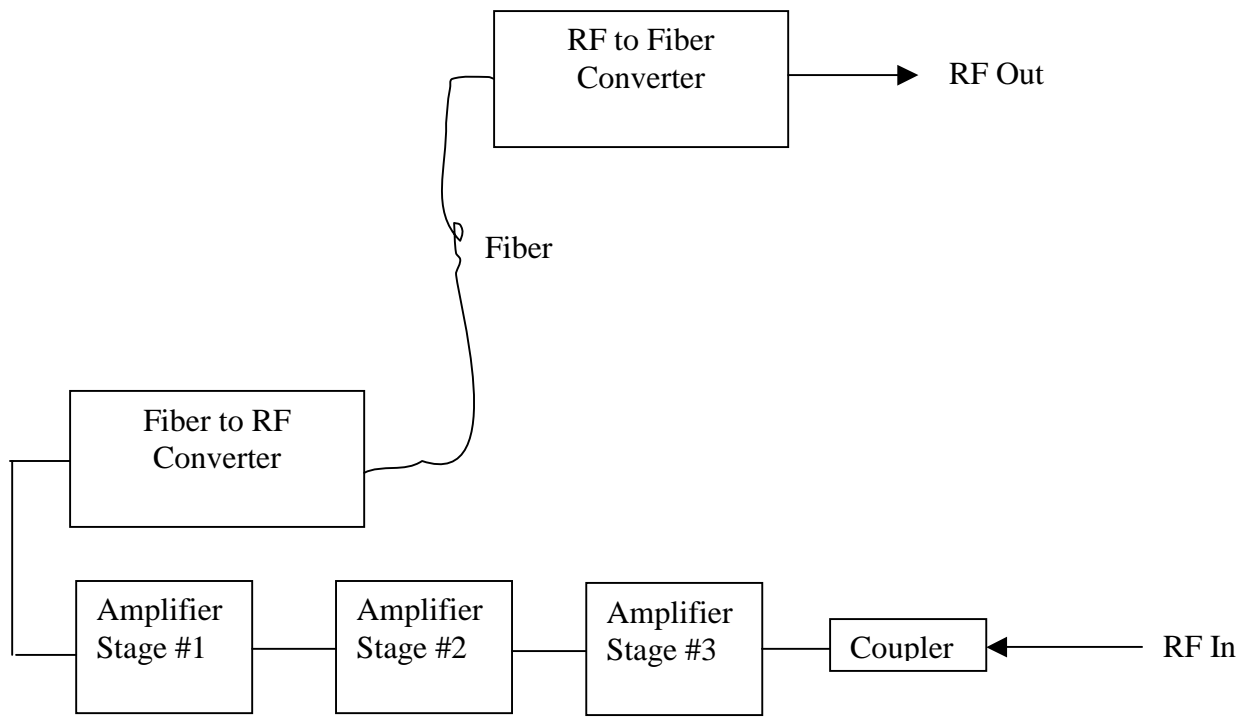 RF to Fiber
Converter
RF Out
Fiber
Fiber to RF
Converter
Amplifier
Stage #1
Amplifier
Stage #2
Amplifier
Stage #3
Coupler
RF In